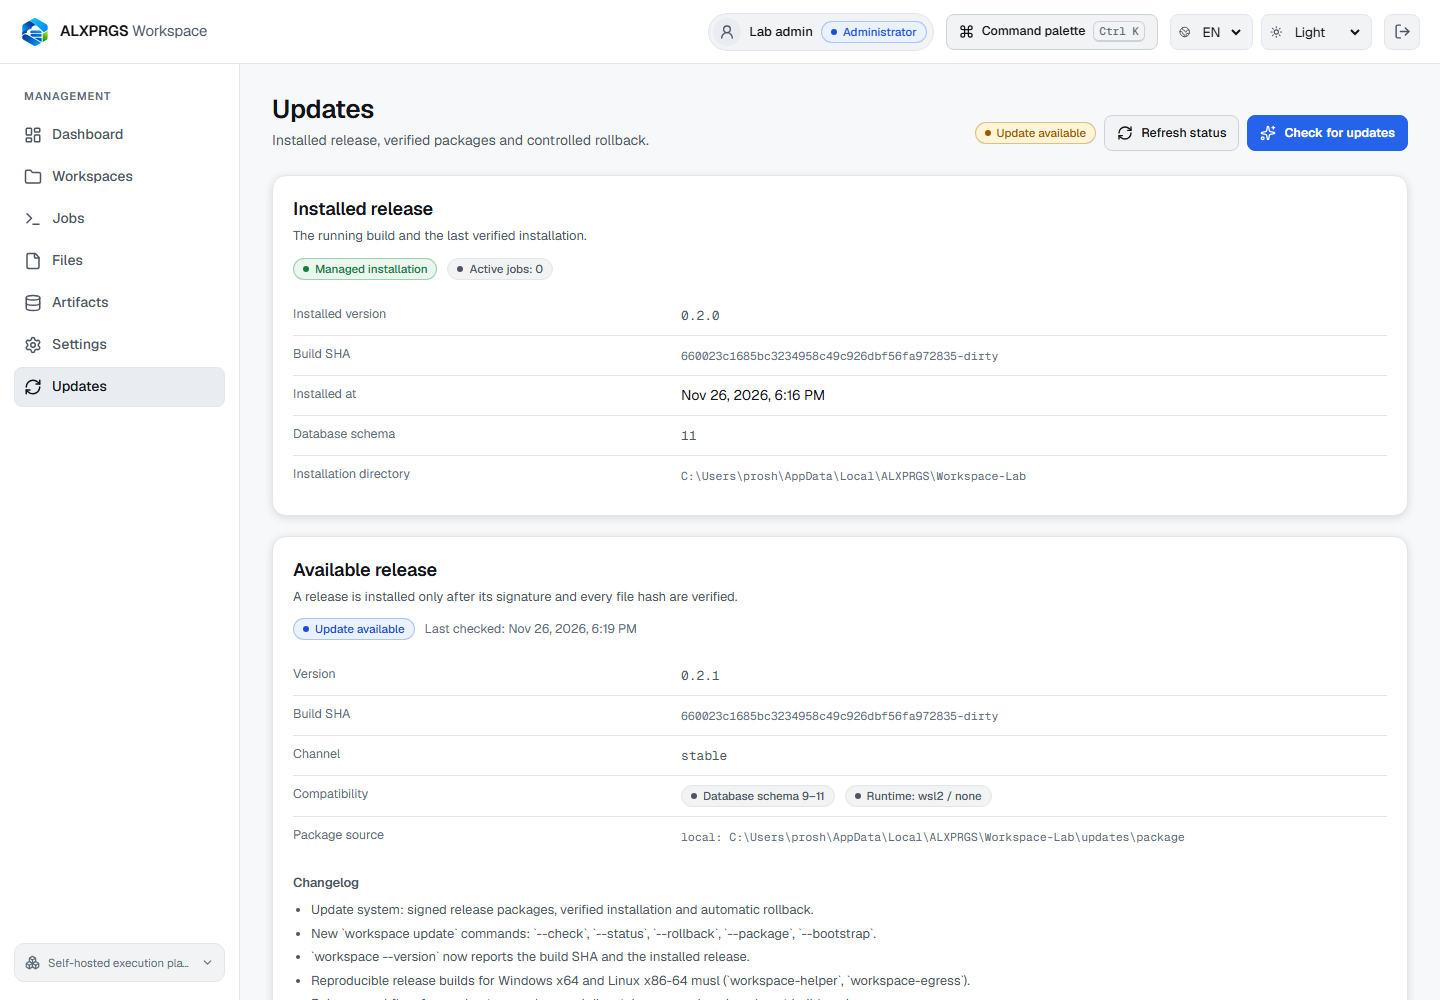 ALXPRGS Workspace
Lab admin
Administrator
Command palette Ctrl K
EN
Light
MANAGEMENT
Dashboard
Workspaces
Jobs
Files
Artifacts
Settings
Updates
Self-hosted execution pla...
Updates
Installed release, verified packages and controlled rollback.
Update available
Refresh status
Check for updates
Installed release
The running build and the last verified installation.
Managed installation
Active jobs: 0
Installed version 0.2.0
Build SHA 660023c1685bc3234958c49c926dbf56fa972835-dirty
Installed at Nov 26, 2026, 6:16 PM
Database schema 11
Installation directory C:\Users\prosh\AppData\Local\ALXPRGS\Workspace-Lab
Available release
A release is installed only after its signature and every file hash are verified.
Update available Last checked: Nov 26, 2026, 6:19 PM
Version 0.2.1
Build SHA 660023c1685bc3234958c49c926dbf56fa972835-dirty
Channel stable
Compatibility Database schema 9–11 Runtime: wsl2 / none
Package source local: C:\Users\prosh\AppData\Local\ALXPRGS\Workspace-Lab\updates\package
Changelog
• Update system: signed release packages, verified installation and automatic rollback.
• New `workspace update` commands: `--check`, `--status`, `--rollback`, `--package`, `--bootstrap`.
• `workspace --version` now reports the build SHA and the installed release.
• Reproducible release builds for Windows x64 and Linux x86-64 musl (`workspace-helper`, `workspace-egress`).